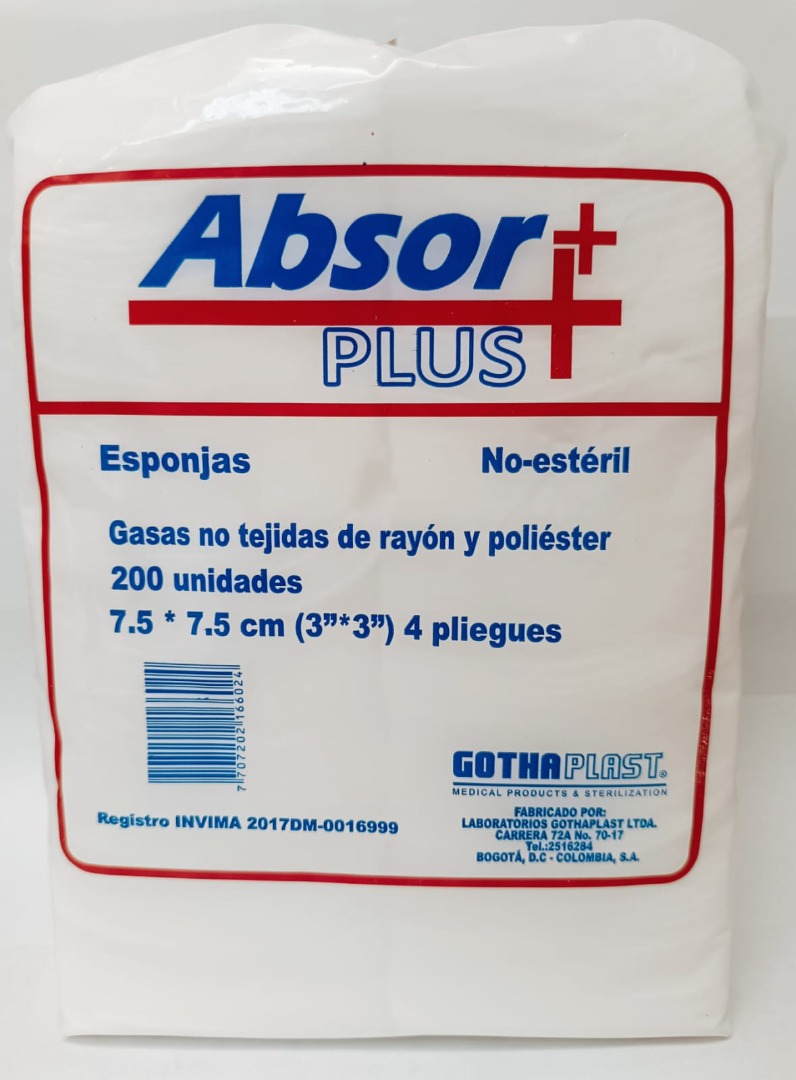 Absor
PLUS
Esponjas
No-estéril
Gasas no tejidas de rayón y poliéster
200 unidades
7.5 * 7.5 cm (3”*3”) 4 pliegues
7707202166024
Registro INVIMA 2017DM-0016999
GOTHAPLAST®
MEDICAL PRODUCTS & STERILIZATION
FABRICADO POR:
LABORATORIOS GOTHAPLAST LTDA.
CARRERA 72A No. 70-17
Tel.:2516284
BOGOTÁ, D.C - COLOMBIA, S.A.